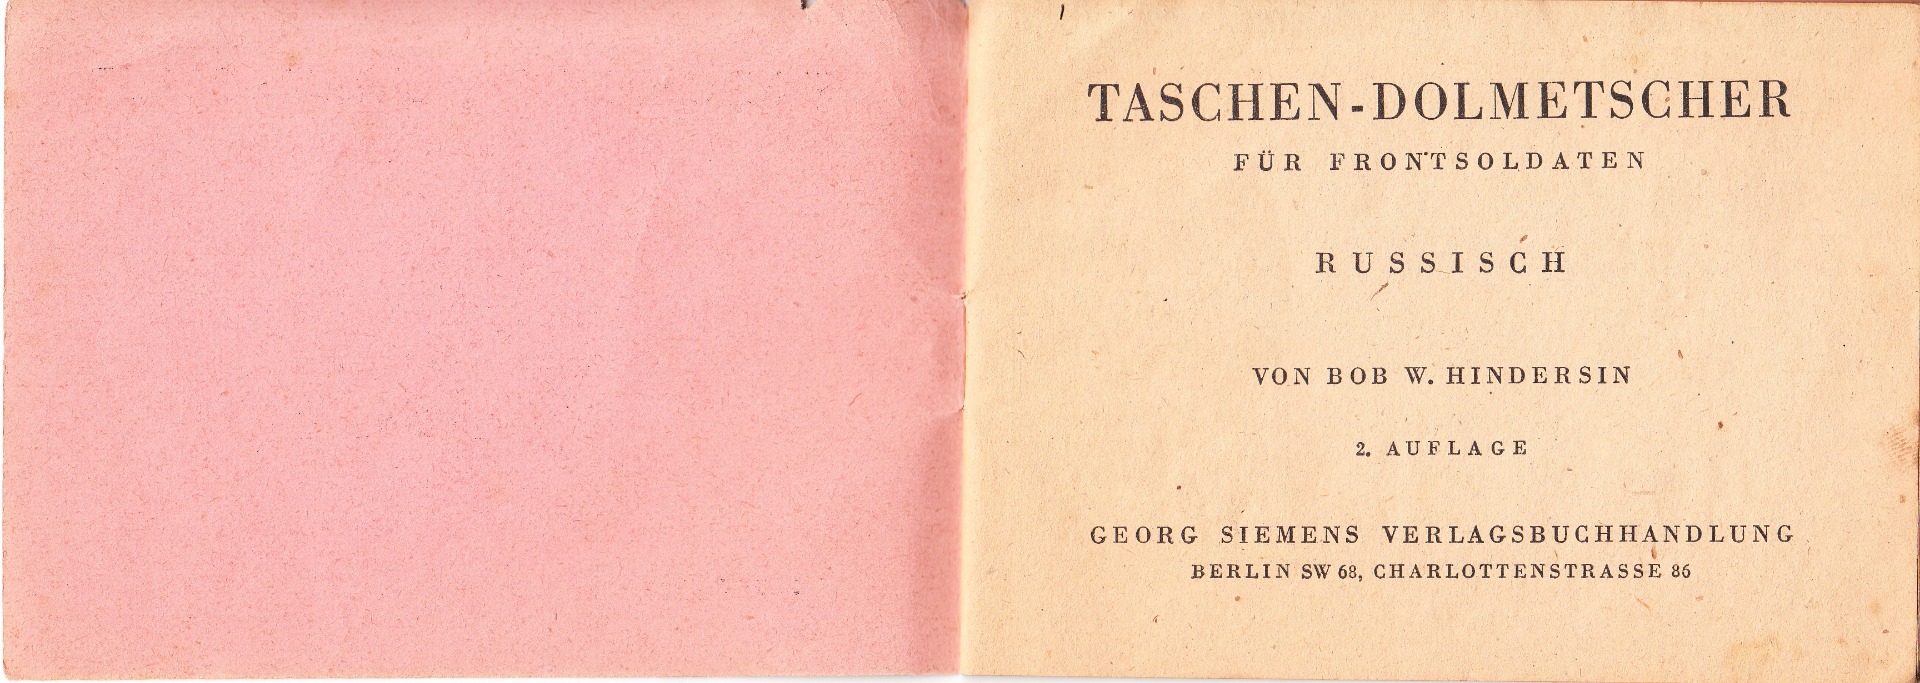 TASCHEN-DOLMETSCHER
FÜR FRONTSOLDATEN
RUSSISCH
VON BOB W. HINDERSIN
2. AUFLAGE
GEORG SIEMENS VERLAGSBUCHHANDLUNG
BERLIN SW 68, CHARLOTTENSTRASSE 86